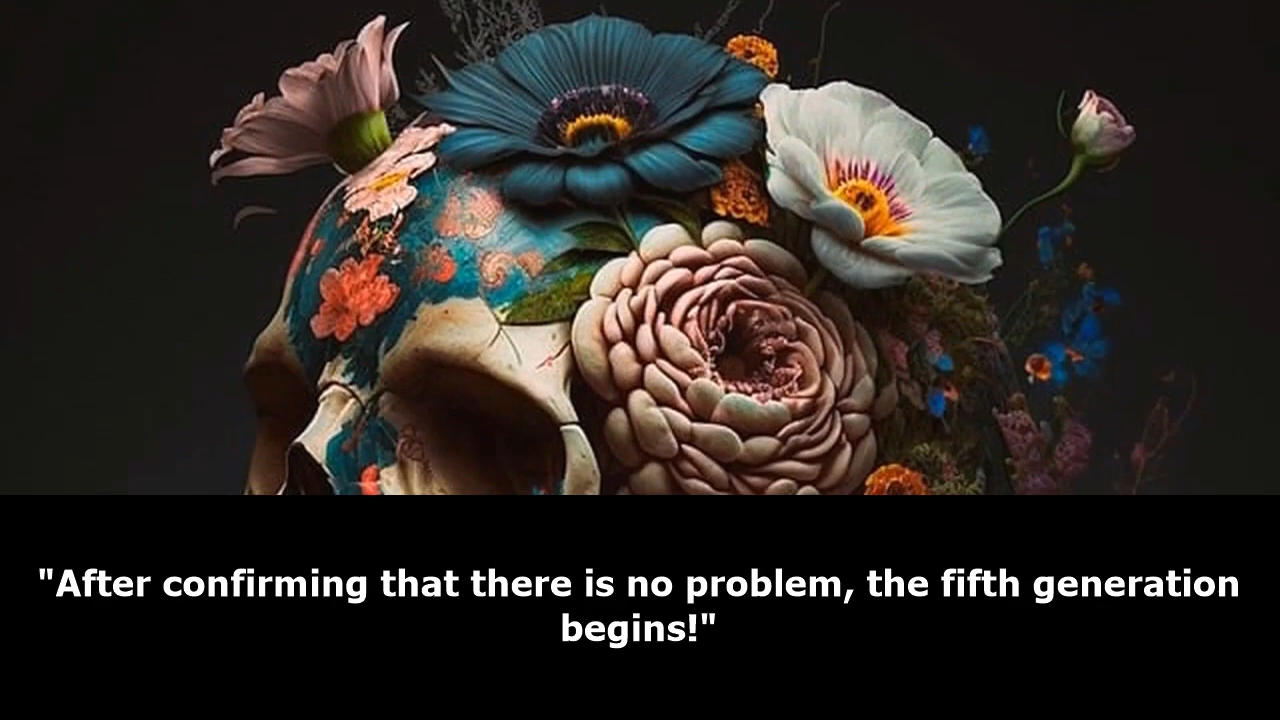 "After confirming that there is no problem, the fifth generation
begins!"